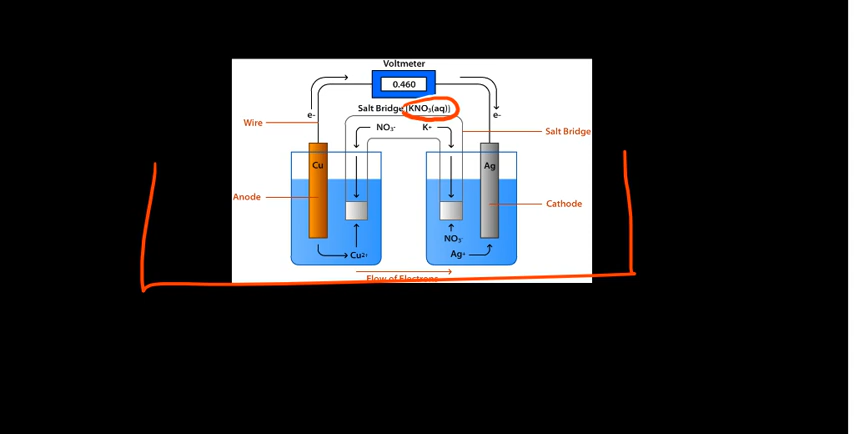 Voltmeter
0.460
Salt Bridge [KNO₃(aq)]
e-
e-
Wire
NO₃⁻
K+
Salt Bridge
Cu
Ag
Anode
Cathode
NO₃⁻
Cu²⁺
Ag+
Flow of Electrons